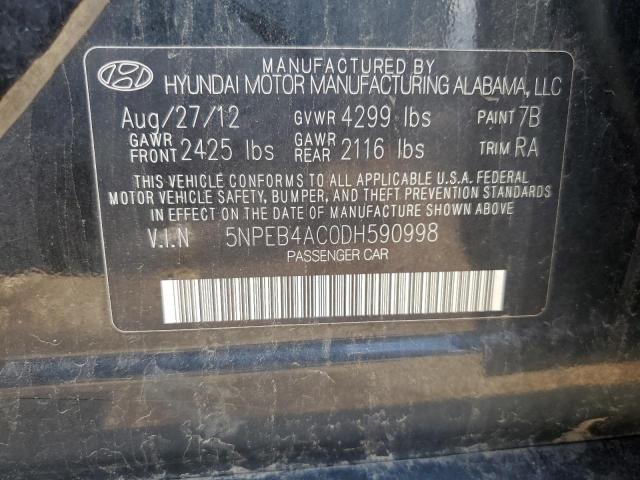 MANUFACTURED BY
HYUNDAI MOTOR MANUFACTURING ALABAMA, LLC
Aug/27/12 GVWR 4299 lbs PAINT 7B
GAWR FRONT 2425 lbs GAWR REAR 2116 lbs TRIM RA
THIS VEHICLE CONFORMS TO ALL APPLICABLE U.S.A. FEDERAL
MOTOR VEHICLE SAFETY, BUMPER, AND THEFT PREVENTION STANDARDS
IN EFFECT ON THE DATE OF MANUFACTURE SHOWN ABOVE
V.I.N 5NPEB4AC0DH590998
PASSENGER CAR